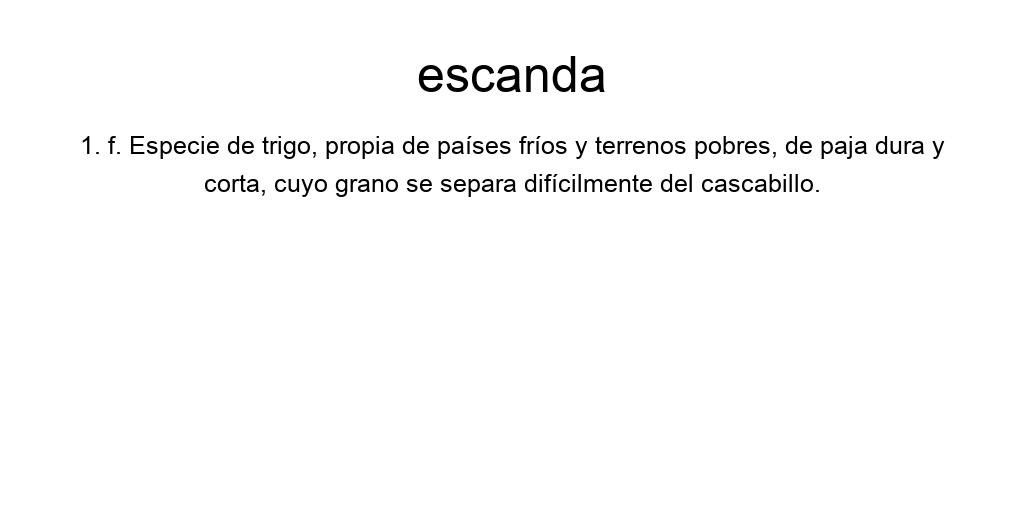 escanda
1. f. Especie de trigo, propia de países fríos y terrenos pobres, de paja dura y
corta, cuyo grano se separa difícilmente del cascabillo.